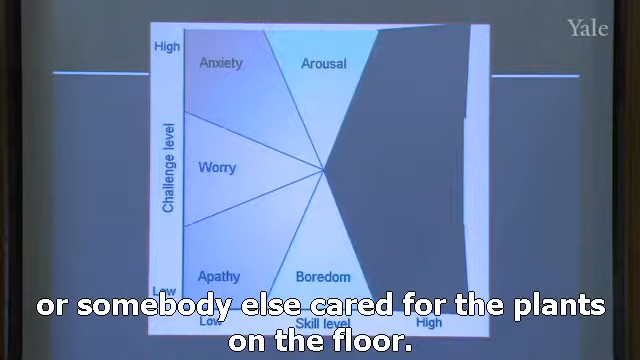 Yale
High
Anxiety
Arousal
Challenge level
Worry
Apathy
Boredom
Low
Low
Skill level
High
or somebody else cared for the plants
on the floor.